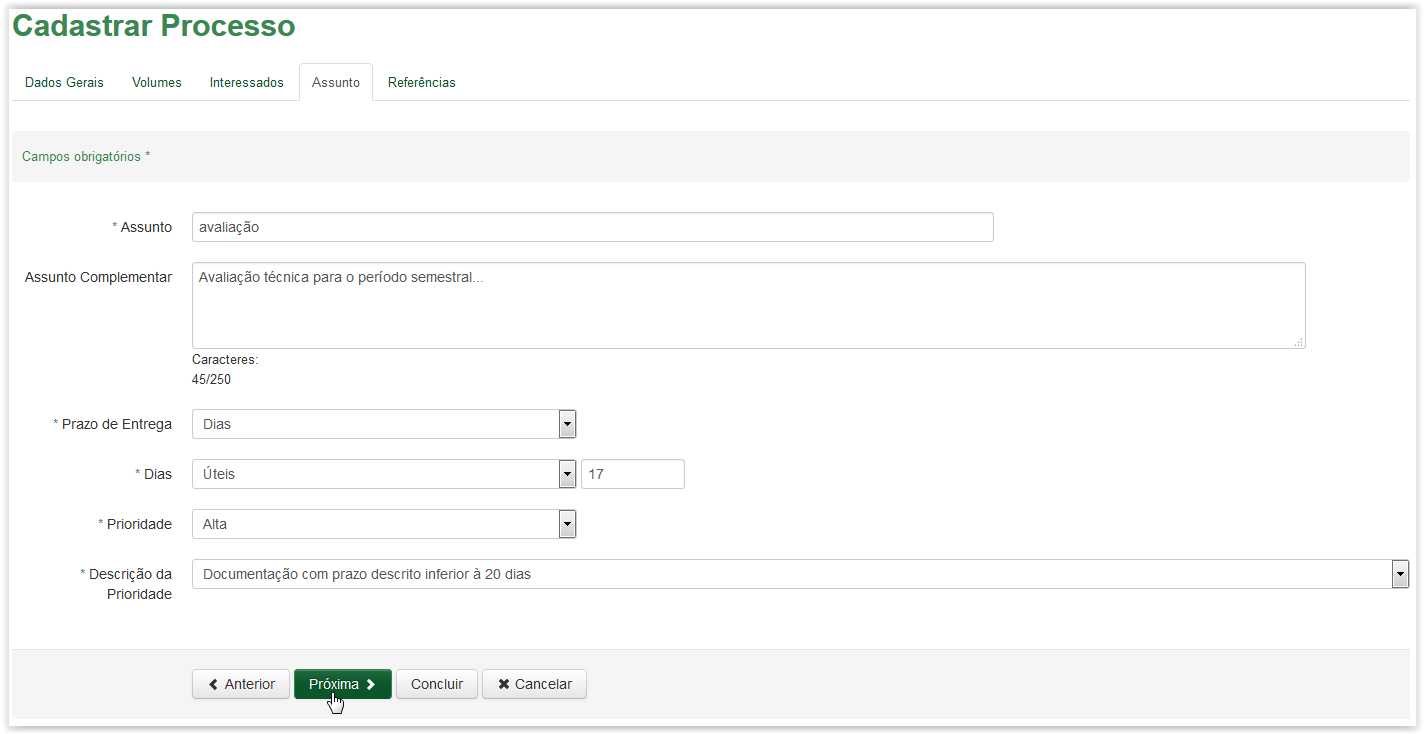 Cadastrar Processo
Dados Gerais Volumes Interessados Assunto Referências
Campos obrigatórios *
* Assunto avaliação
Assunto Complementar Avaliação técnica para o período semestral...
Caracteres:
45/250
* Prazo de Entrega Dias
* Dias Úteis 17
* Prioridade Alta
* Descrição da Prioridade Documentação com prazo descrito inferior à 20 dias
Anterior Próxima Concluir Cancelar